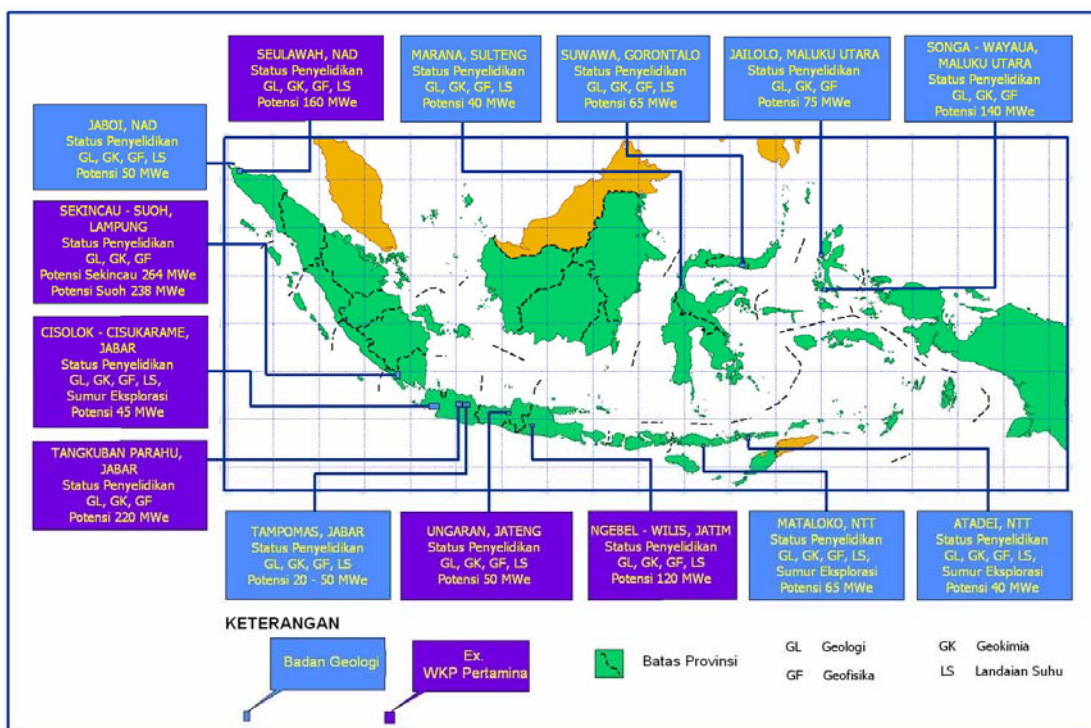 SEULAWAH, NAD
Status Penyelidikan
GL, GK, GF, LS
Potensi 160 MWe
MARANA, SULTENG
Status Penyelidikan
GL, GK, GF, LS
Potensi 40 MWe
SUWAWA, GORONTALO
Status Penyelidikan
GL, GK, GF, LS
Potensi 65 MWe
JAILOLO, MALUKU UTARA
Status Penyelidikan
GL, GK, GF
Potensi 75 MWe
SONGA - WAYAUA,
MALUKU UTARA
Status Penyelidikan
GL, GK, GF
Potensi 140 MWe
JABOI, NAD
Status Penyelidikan
GL, GK, GF, LS
Potensi 50 MWe
SEKINCAU - SUOH,
LAMPUNG
Status Penyelidikan
GL, GK, GF
Potensi Sekincau 264 MWe
Potensi Suoh 238 MWe
CISOLOK - CISUKARAME,
JABAR
Status Penyelidikan
GL, GK, GF, LS,
Sumur Eksplorasi
Potensi 45 MWe
TANGKUBAN PARAHU,
JABAR
Status Penyelidikan
GL, GK, GF
Potensi 220 MWe
TAMPOMAS, JABAR
Status Penyelidikan
GL, GK, GF, LS
Potensi 20 - 50 MWe
UNGARAN, JATENG
Status Penyelidikan
GL, GK, GF, LS
Potensi 50 MWe
NGEBEL - WILIS, JATIM
Status Penyelidikan
GL, GK, GF, LS
Potensi 120 MWe
MATALOKO, NTT
Status Penyelidikan
GL, GK, GF, LS,
Sumur Eksplorasi
Potensi 65 MWe
ATADEI, NTT
Status Penyelidikan
GL, GK, GF, LS,
Sumur Eksplorasi
Potensi 40 MWe
KETERANGAN
Badan Geologi
Ex.
WKP Pertamina
Batas Provinsi
GL Geologi
GF Geofisika
GK Geokimia
LS Landaian Suhu